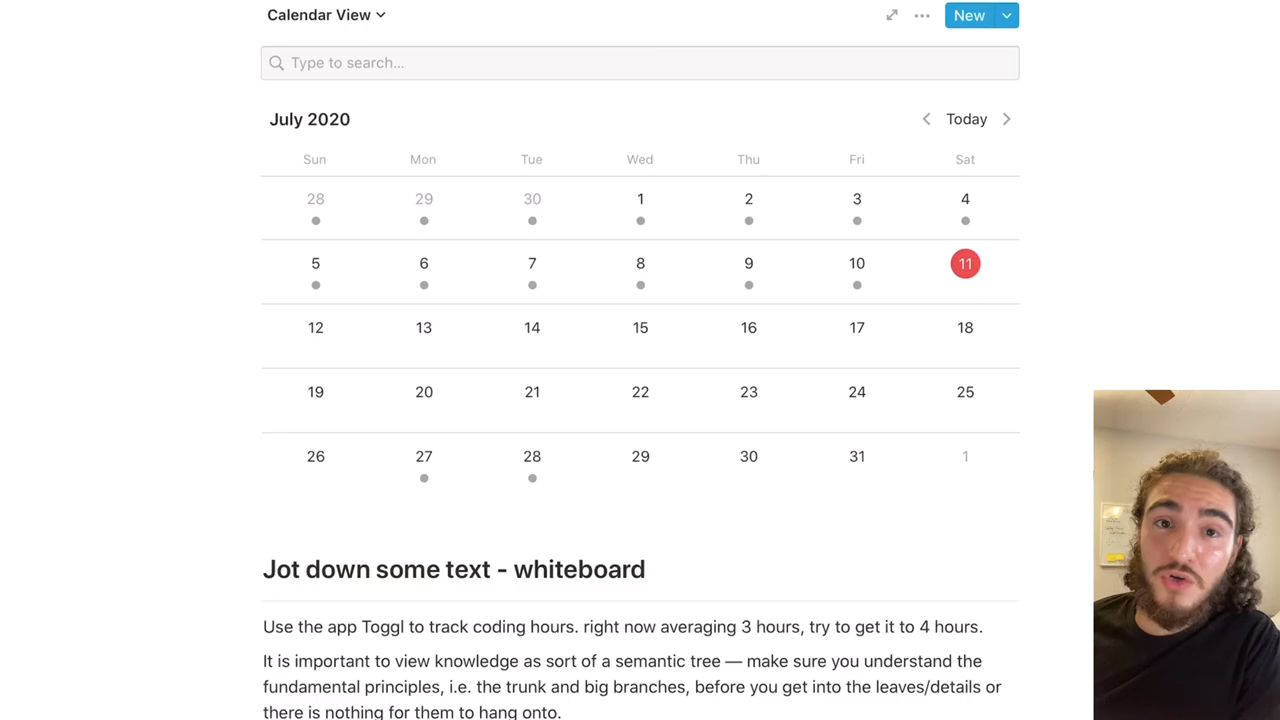 Calendar View
New
Type to search...
July 2020
Today
Sun Mon Tue Wed Thu Fri Sat
28 29 30 1 2 3 4
5 6 7 8 9 10 11
12 13 14 15 16 17 18
19 20 21 22 23 24 25
26 27 28 29 30 31 1
Jot down some text - whiteboard
Use the app Toggl to track coding hours. right now averaging 3 hours, try to get it to 4 hours.
It is important to view knowledge as sort of a semantic tree — make sure you understand the
fundamental principles, i.e. the trunk and big branches, before you get into the leaves/details or
there is nothing for them to hang onto.